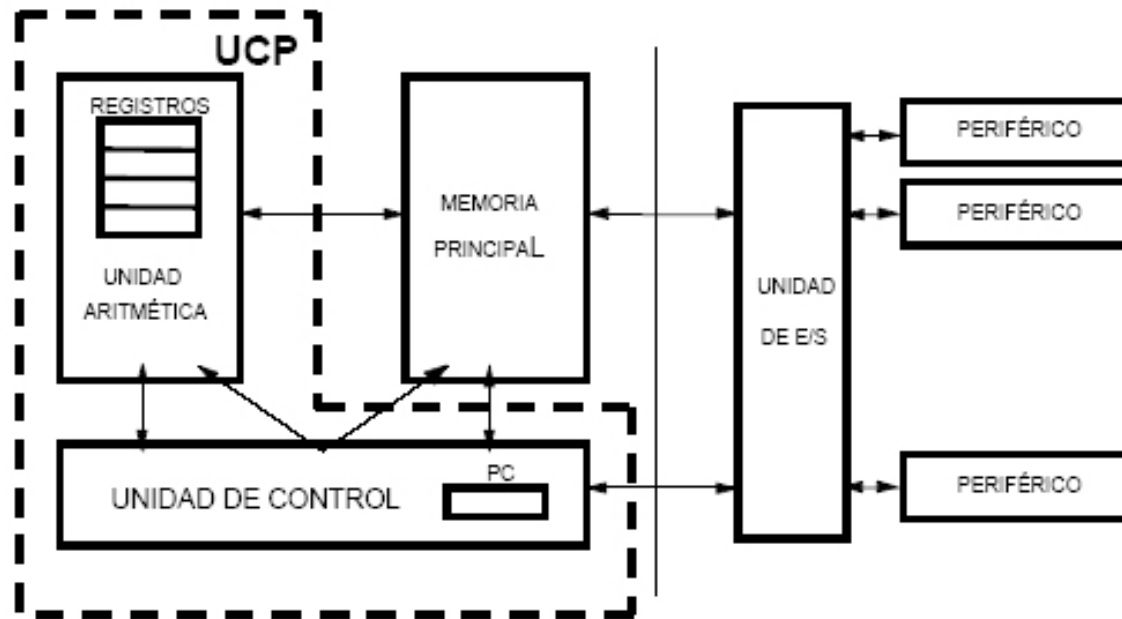 UCP
REGISTROS
UNIDAD
ARITMÉTICA
MEMORIA
PRINCIPAL
UNIDAD DE CONTROL
PC
UNIDAD
DE E/S
PERIFÉRICO
PERIFÉRICO
PERIFÉRICO